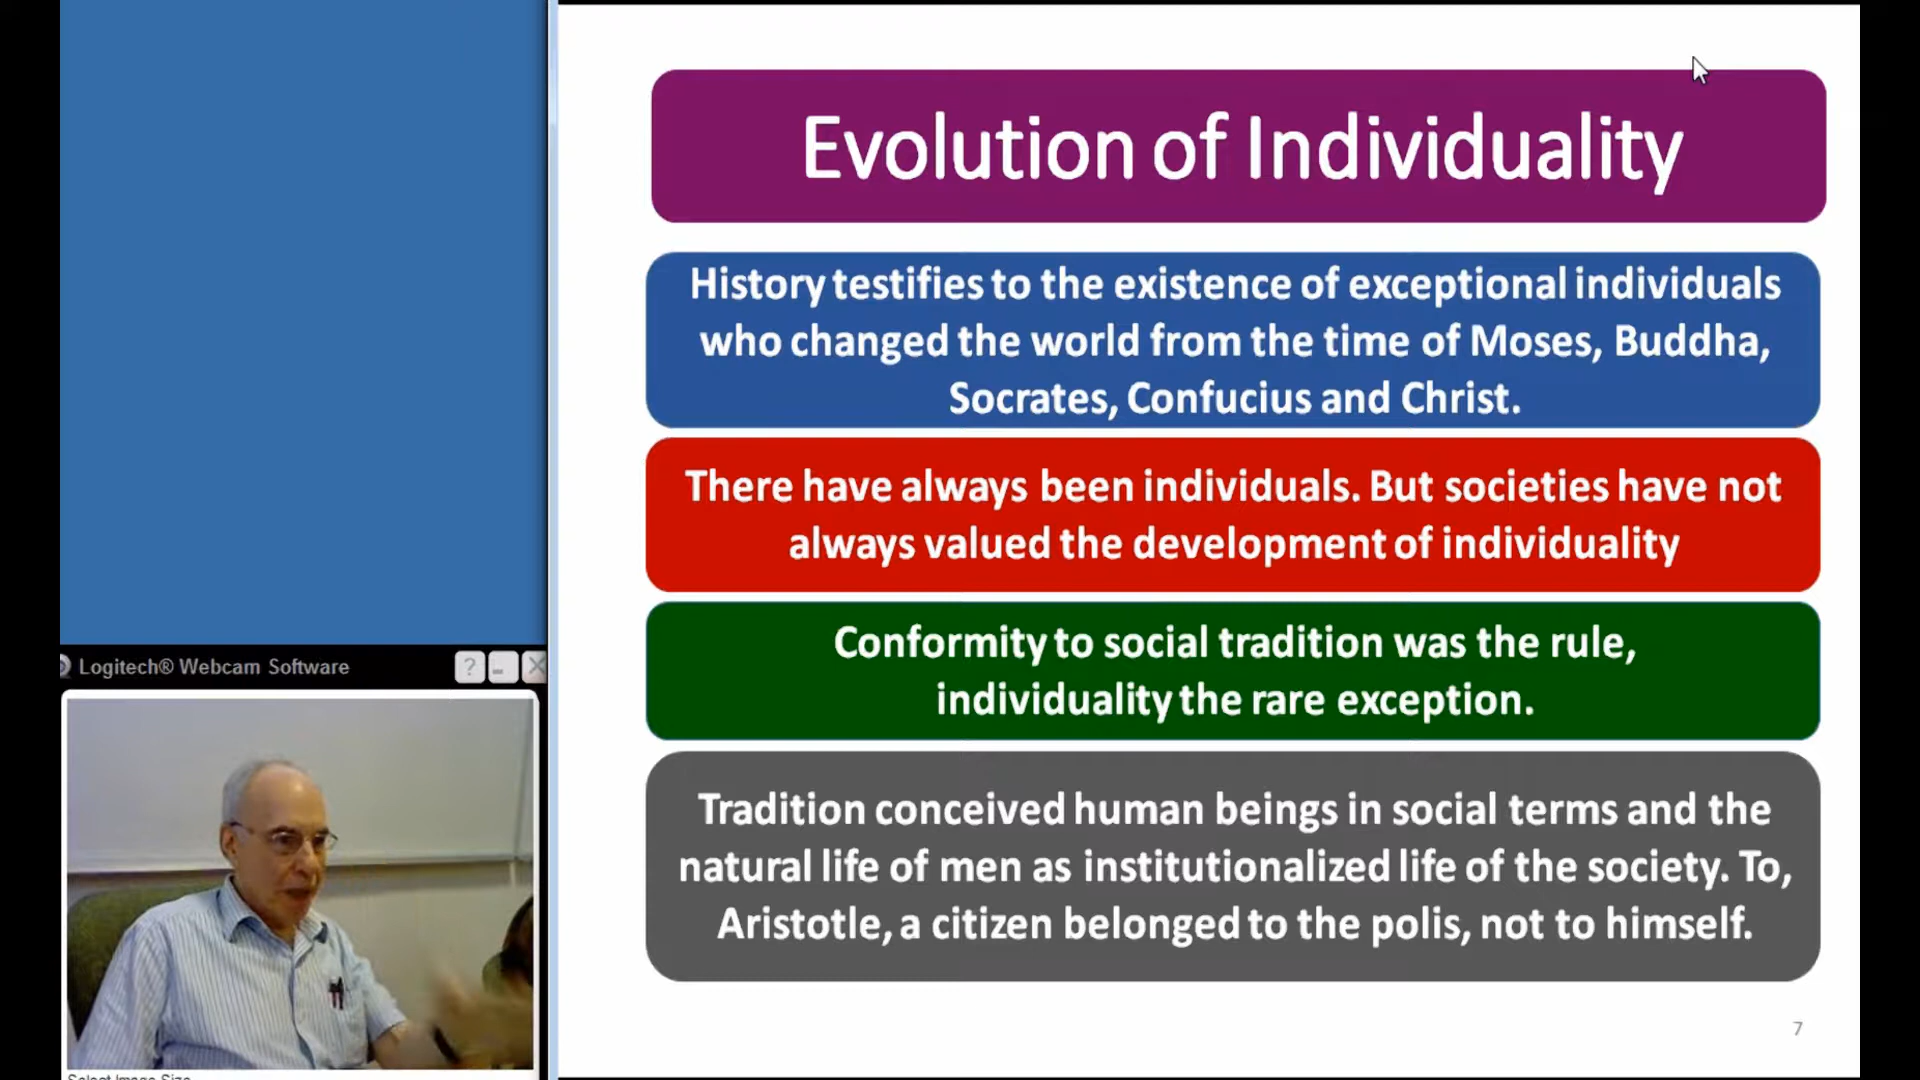 Evolution of Individuality
History testifies to the existence of exceptional individuals
who changed the world from the time of Moses, Buddha,
Socrates, Confucius and Christ.
There have always been individuals. But societies have not
always valued the development of individuality
Conformity to social tradition was the rule,
individuality the rare exception.
Tradition conceived human beings in social terms and the
natural life of men as institutionalized life of the society. To,
Aristotle, a citizen belonged to the polis, not to himself.
7
Logitech® Webcam Software
Select Image Size